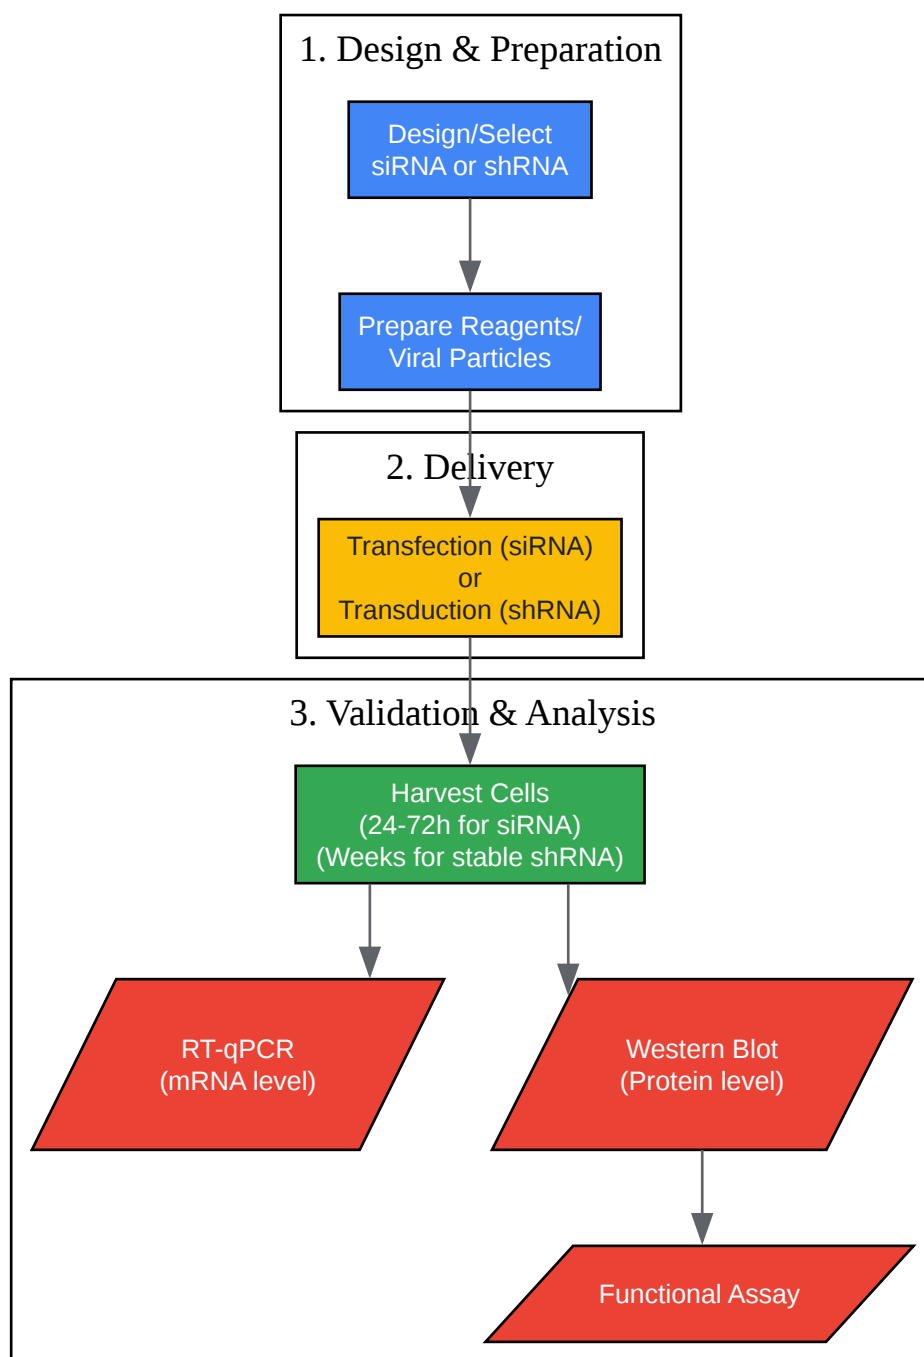 1. Design & Preparation
Design/Select
siRNA or shRNA
Prepare Reagents/
Viral Particles
2. Delivery
Transfection (siRNA)
or
Transduction (shRNA)
3. Validation & Analysis
Harvest Cells
(24-72h for siRNA)
(Weeks for stable shRNA)
RT-qPCR
(mRNA level)
Western Blot
(Protein level)
Functional Assay